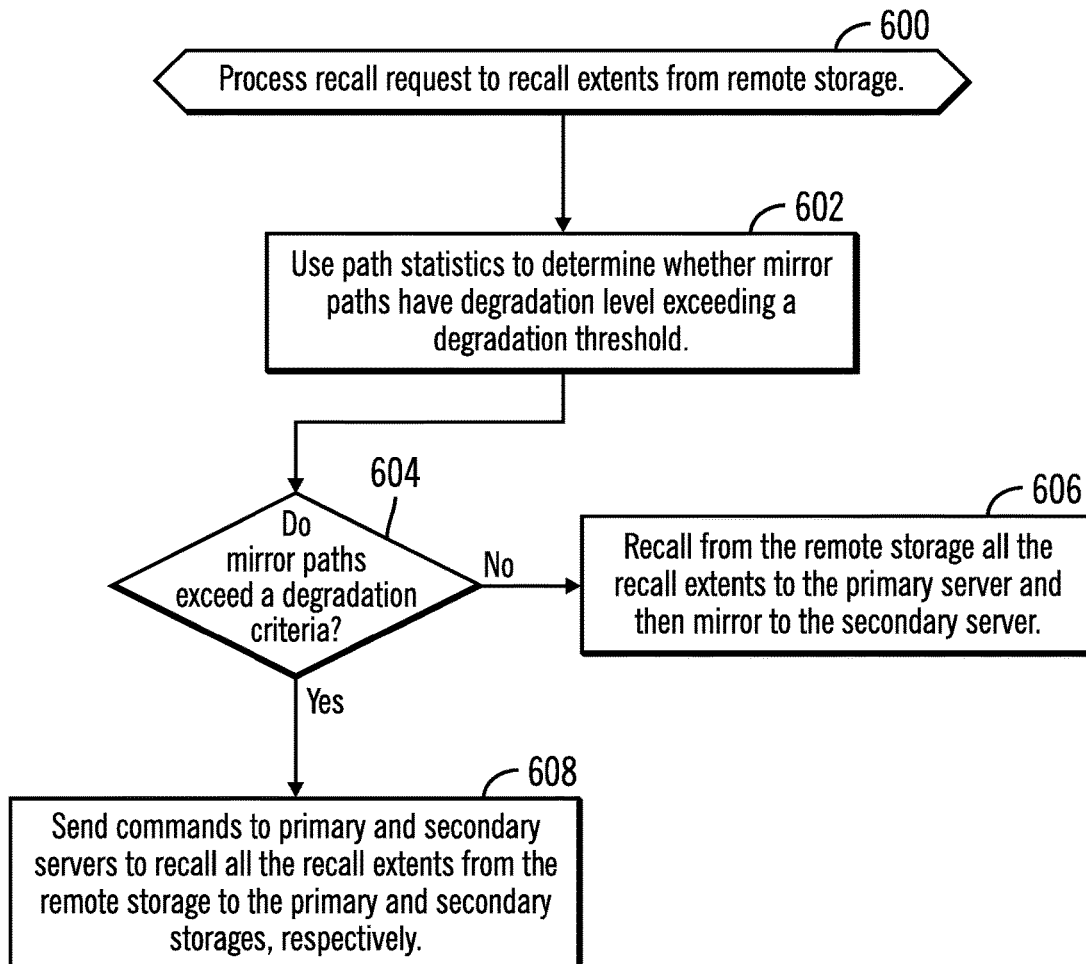 600
Process recall request to recall extents from remote storage.
602
Use path statistics to determine whether mirror
paths have degradation level exceeding a
degradation threshold.
604
Do
mirror paths
exceed a degradation
criteria?
No
606
Recall from the remote storage all the
recall extents to the primary server and
then mirror to the secondary server.
Yes
608
Send commands to primary and secondary
servers to recall all the recall extents from the
remote storage to the primary and secondary
storages, respectively.